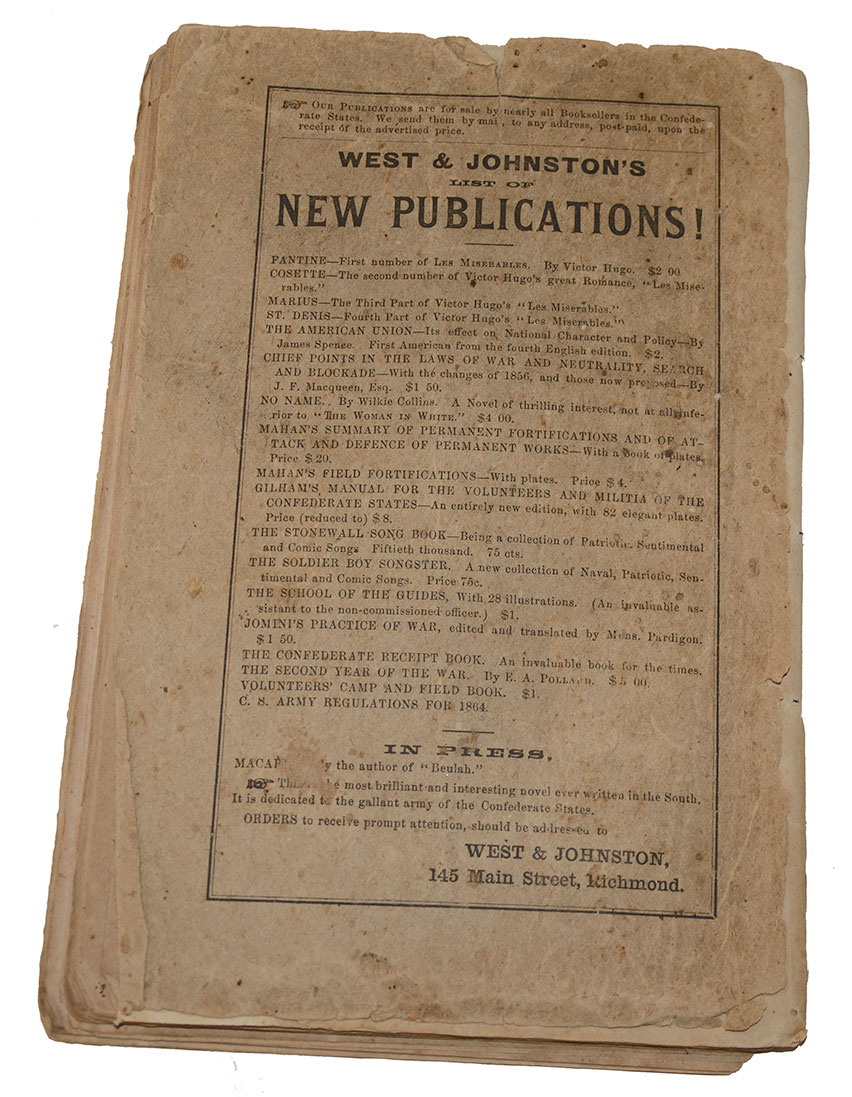 OUR PUBLICATIONS are for sale by nearly all Booksellers in the Confede-
rate States. We send them by mai , to any address, post-paid, upon the
receipt of the advertised price.
WEST & JOHNSTON'S
LIST OF
NEW PUBLICATIONS!
FANTINE—First number of LES MISERABLES. By Victor Hugo. $2 00
COSETTE—The second number of Victor Hugo's great Romance, "Les Mise-
rables."
MARIUS—The Third Part of Victor Hugo's "Les Miserables."
ST. DENIS—Fourth Part of Victor Hugo's "Les Miserables."
THE AMERICAN UNION—Its effect on National Character and Policy—By
James Spence. First American from the fourth English edition. $2.
CHIEF POINTS IN THE LAWS OF WAR AND NEUTRALITY, SEARCH
AND BLOCKADE—With the changes of 1856, and those now proposed—By
J. F. Macqueen, Esq. $1 50.
NO NAME. By Wilkie Collins. A Novel of thrilling interest, not at all infe-
rior to "THE WOMAN IN WHITE." $4 00.
MAHAN'S SUMMARY OF PERMANENT FORTIFICATIONS AND OF AT-
TACK AND DEFENCE OF PERMANENT WORKS—With a book of plates.
Price $20.
MAHAN'S FIELD FORTIFICATIONS—With plates. Price $4.
GILHAM'S MANUAL FOR THE VOLUNTEERS AND MILITIA OF THE
CONFEDERATE STATES—An entirely new edition, with 82 elegant plates.
Price (reduced to) $8.
THE STONEWALL SONG BOOK—Being a collection of Patriotic, Sentimental
and Comic Songs Fiftieth thousand. 75 cts.
THE SOLDIER BOY SONGSTER. A new collection of Naval, Patriotic, Sen-
timental and Comic Songs. Price 75c.
THE SCHOOL OF THE GUIDES, With 28 illustrations. (An invaluable as-
sistant to the non-commissioned officer.) $1.
JOMINI'S PRACTICE OF WAR, edited and translated by Mons. Pardigon.
$1 50.
THE CONFEDERATE RECEIPT BOOK. An invaluable book for the times.
THE SECOND YEAR OF THE WAR. By E. A. POLLARD. $5 00.
VOLUNTEERS' CAMP AND FIELD BOOK. $1.
C. S. ARMY REGULATIONS FOR 1864.
IN PRESS,
the author of "Beulah."
most brilliant and interesting novel ever written in the South.
It is dedicated to the gallant army of the Confederate States.
ORDERS to receive prompt attention, should be addressed to
WEST & JOHNSTON,
145 Main Street, Richmond.